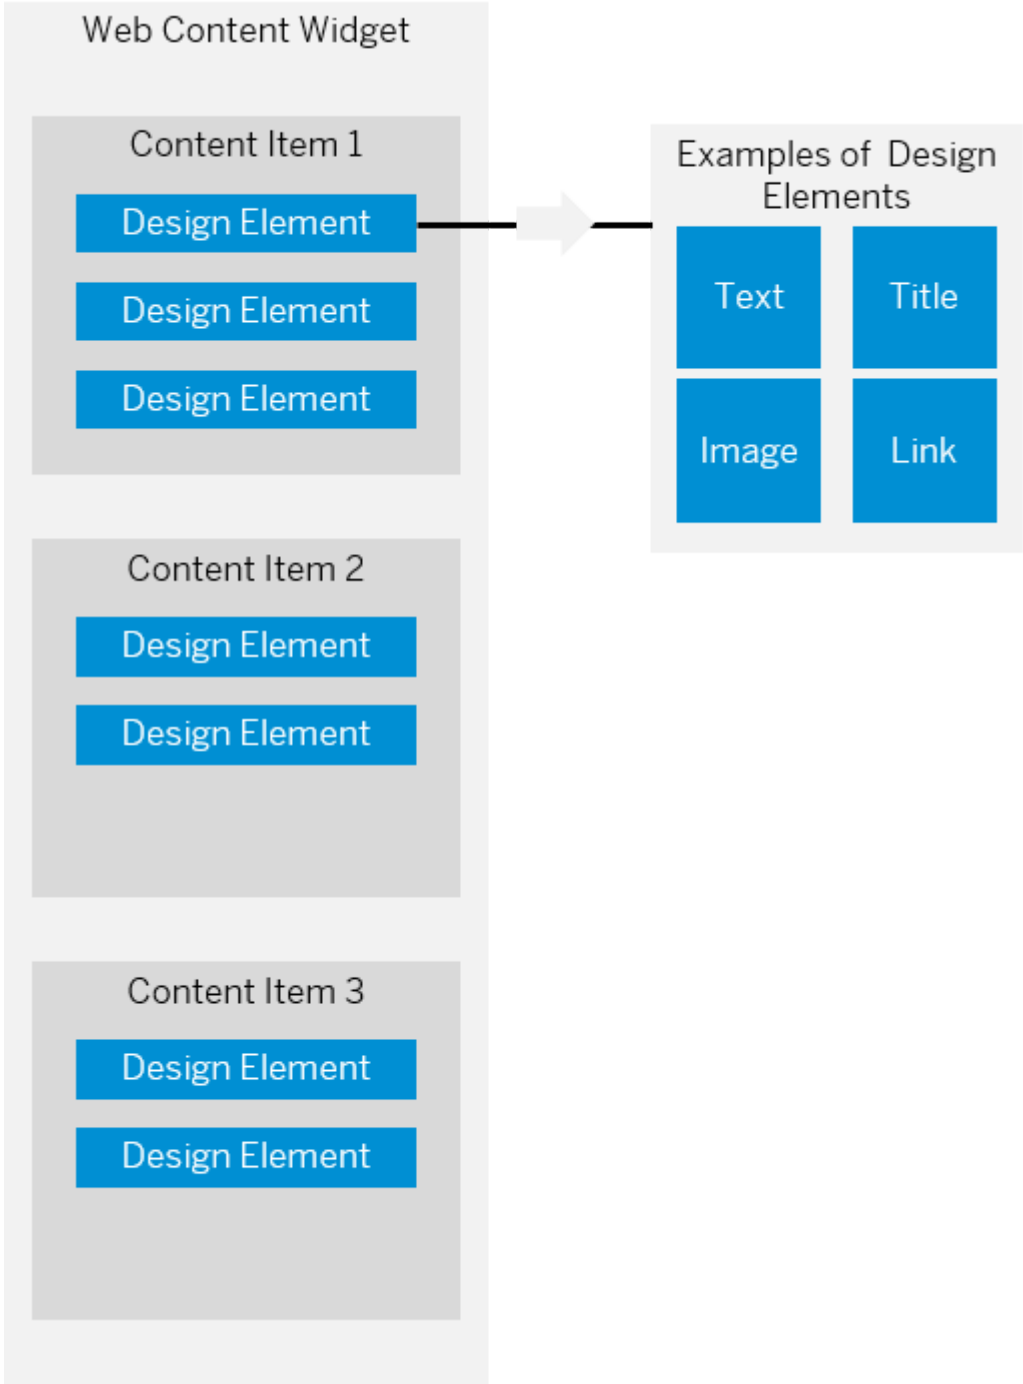 Web Content Widget
Content Item 1
Design Element
Design Element
Design Element
Examples of Design
Elements
Text
Title
Image
Link
Content Item 2
Design Element
Design Element
Content Item 3
Design Element
Design Element